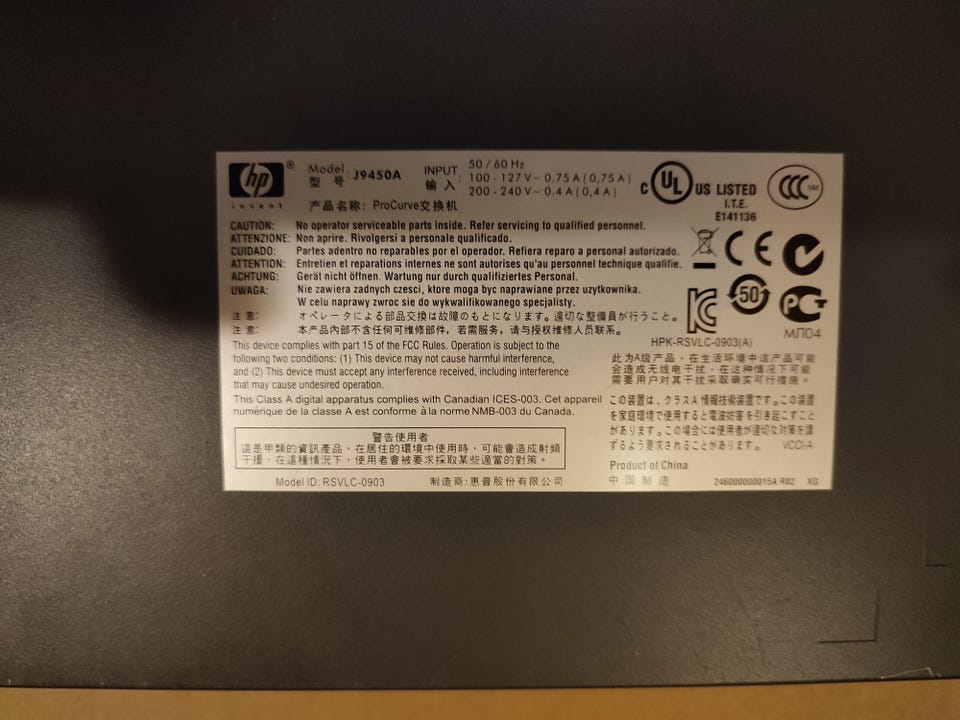 hp ®
invent
Model J9450A
型 号
INPUT 50 / 60 Hz
输 入: 100 - 127 V~ 0.75 A ( 0,75 A )
200 - 240 V~ 0.4 A ( 0,4 A )
产品名称: ProCurve交换机
C UL US LISTED
I.T.E.
E141136
CCC S&E
CAUTION: No operator serviceable parts inside. Refer servicing to qualified personnel.
ATTENZIONE: Non aprire. Rivolgersi a personale qualificado.
CUIDADO: Partes adentro no reparables por el operador. Refiera reparo a personal autorizado.
ATTENTION: Entretien et reparations internes ne sont autorises qu'au personnel technique qualifie.
ACHTUNG: Gerät nicht öffnen. Wartung nur durch qualifiziertes Personal.
UWAGA: Nie zawiera zadnych czesci, ktore moga byc naprawiane przez uzytkownika.
W celu naprawy zwroc sie do wykwalifikowanego specjalisty.
注意: オペレータによる部品交換は故障のもとになります。適切な整備員が行うこと。
注意: 本产品内部不含任何可维修部件，若需服务，请与授权维修人员联系。
CE
50
PCT
МЛ04
HPK-RSVLC-0903(A)
This device complies with part 15 of the FCC Rules. Operation is subject to the
following two conditions: (1) This device may not cause harmful interference,
and (2) This device must accept any interference received, including interference
that may cause undesired operation.
This Class A digital apparatus complies with Canadian ICES-003. Cet appareil
numérique de la classe A est conforme à la norme NMB-003 du Canada.
警告使用者
這是甲類的資訊產品，在居住的環境中使用時，可能會造成射頻
干擾，在這種情況下，使用者會被要求採取某些適當的對策。
Model ID: RSVLC-0903
制造商:惠普股份有限公司
此为A级产品，在生活环境中该产品可能
会造成无线电干扰。在这种情况下可能
需要用户对其干扰采取确实可行措施。
この装置は、クラスA 情報技術装置です。この装置
を家庭環境で使用すると電波妨害を引き起こすこと
があります。この場合には使用者が適切な対策を講
ずるよう要求されることがあります。 VCCI-A
Product of China
中国制造
246000000015A R02 XG